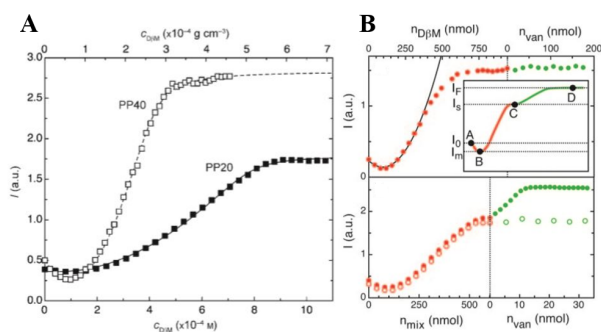 A
c_DβM (×10⁻⁴ g cm⁻³)
0 1 2 3 4 5 6 7
3.0
2.5
2.0
1.5
1.0
0.5
0.0
I (a.u.)
PP40
PP20
0 2 4 6 8 10
c_DβM (×10⁻⁴ M)
B
n_DβM (nmol) n_van (nmol)
0 250 500 750 0 100 200
I (a.u.)
1
0
I_F
I_s
I_0
I_m
A
B
C
D
I (a.u.)
2
1
0
0 250 500 0 10 20 30
n_mix (nmol) n_van (nmol)